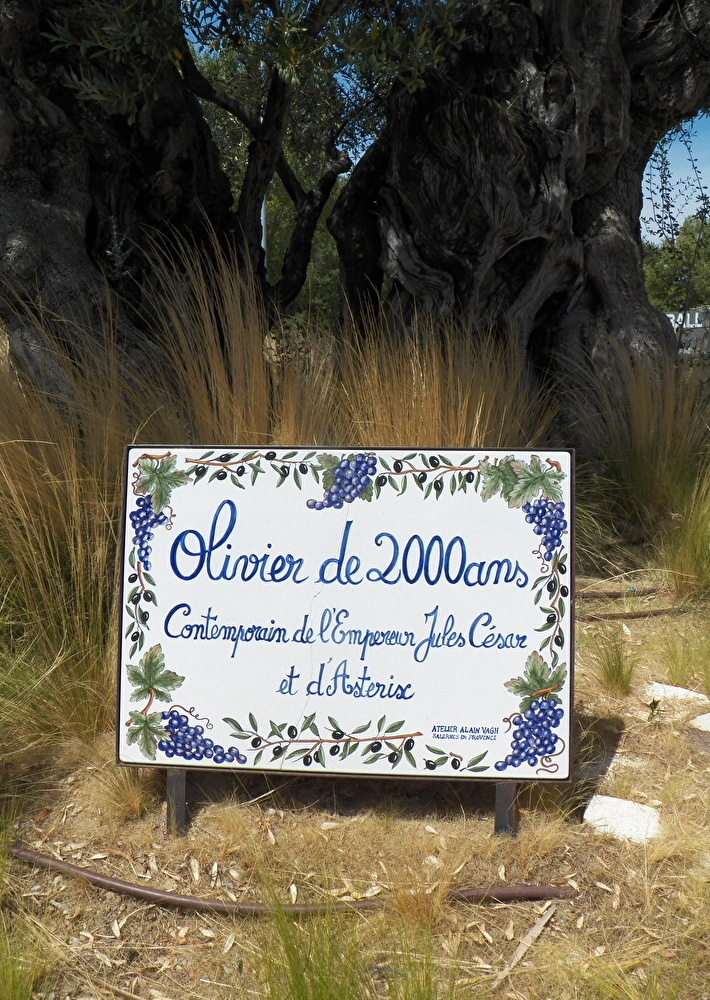 Olivier de 2000 ans
Contemporain de l'Empereur Jules César
et d'Asterix
ATELIER ALAIN VAGH
SALERNES EN PROVENCE